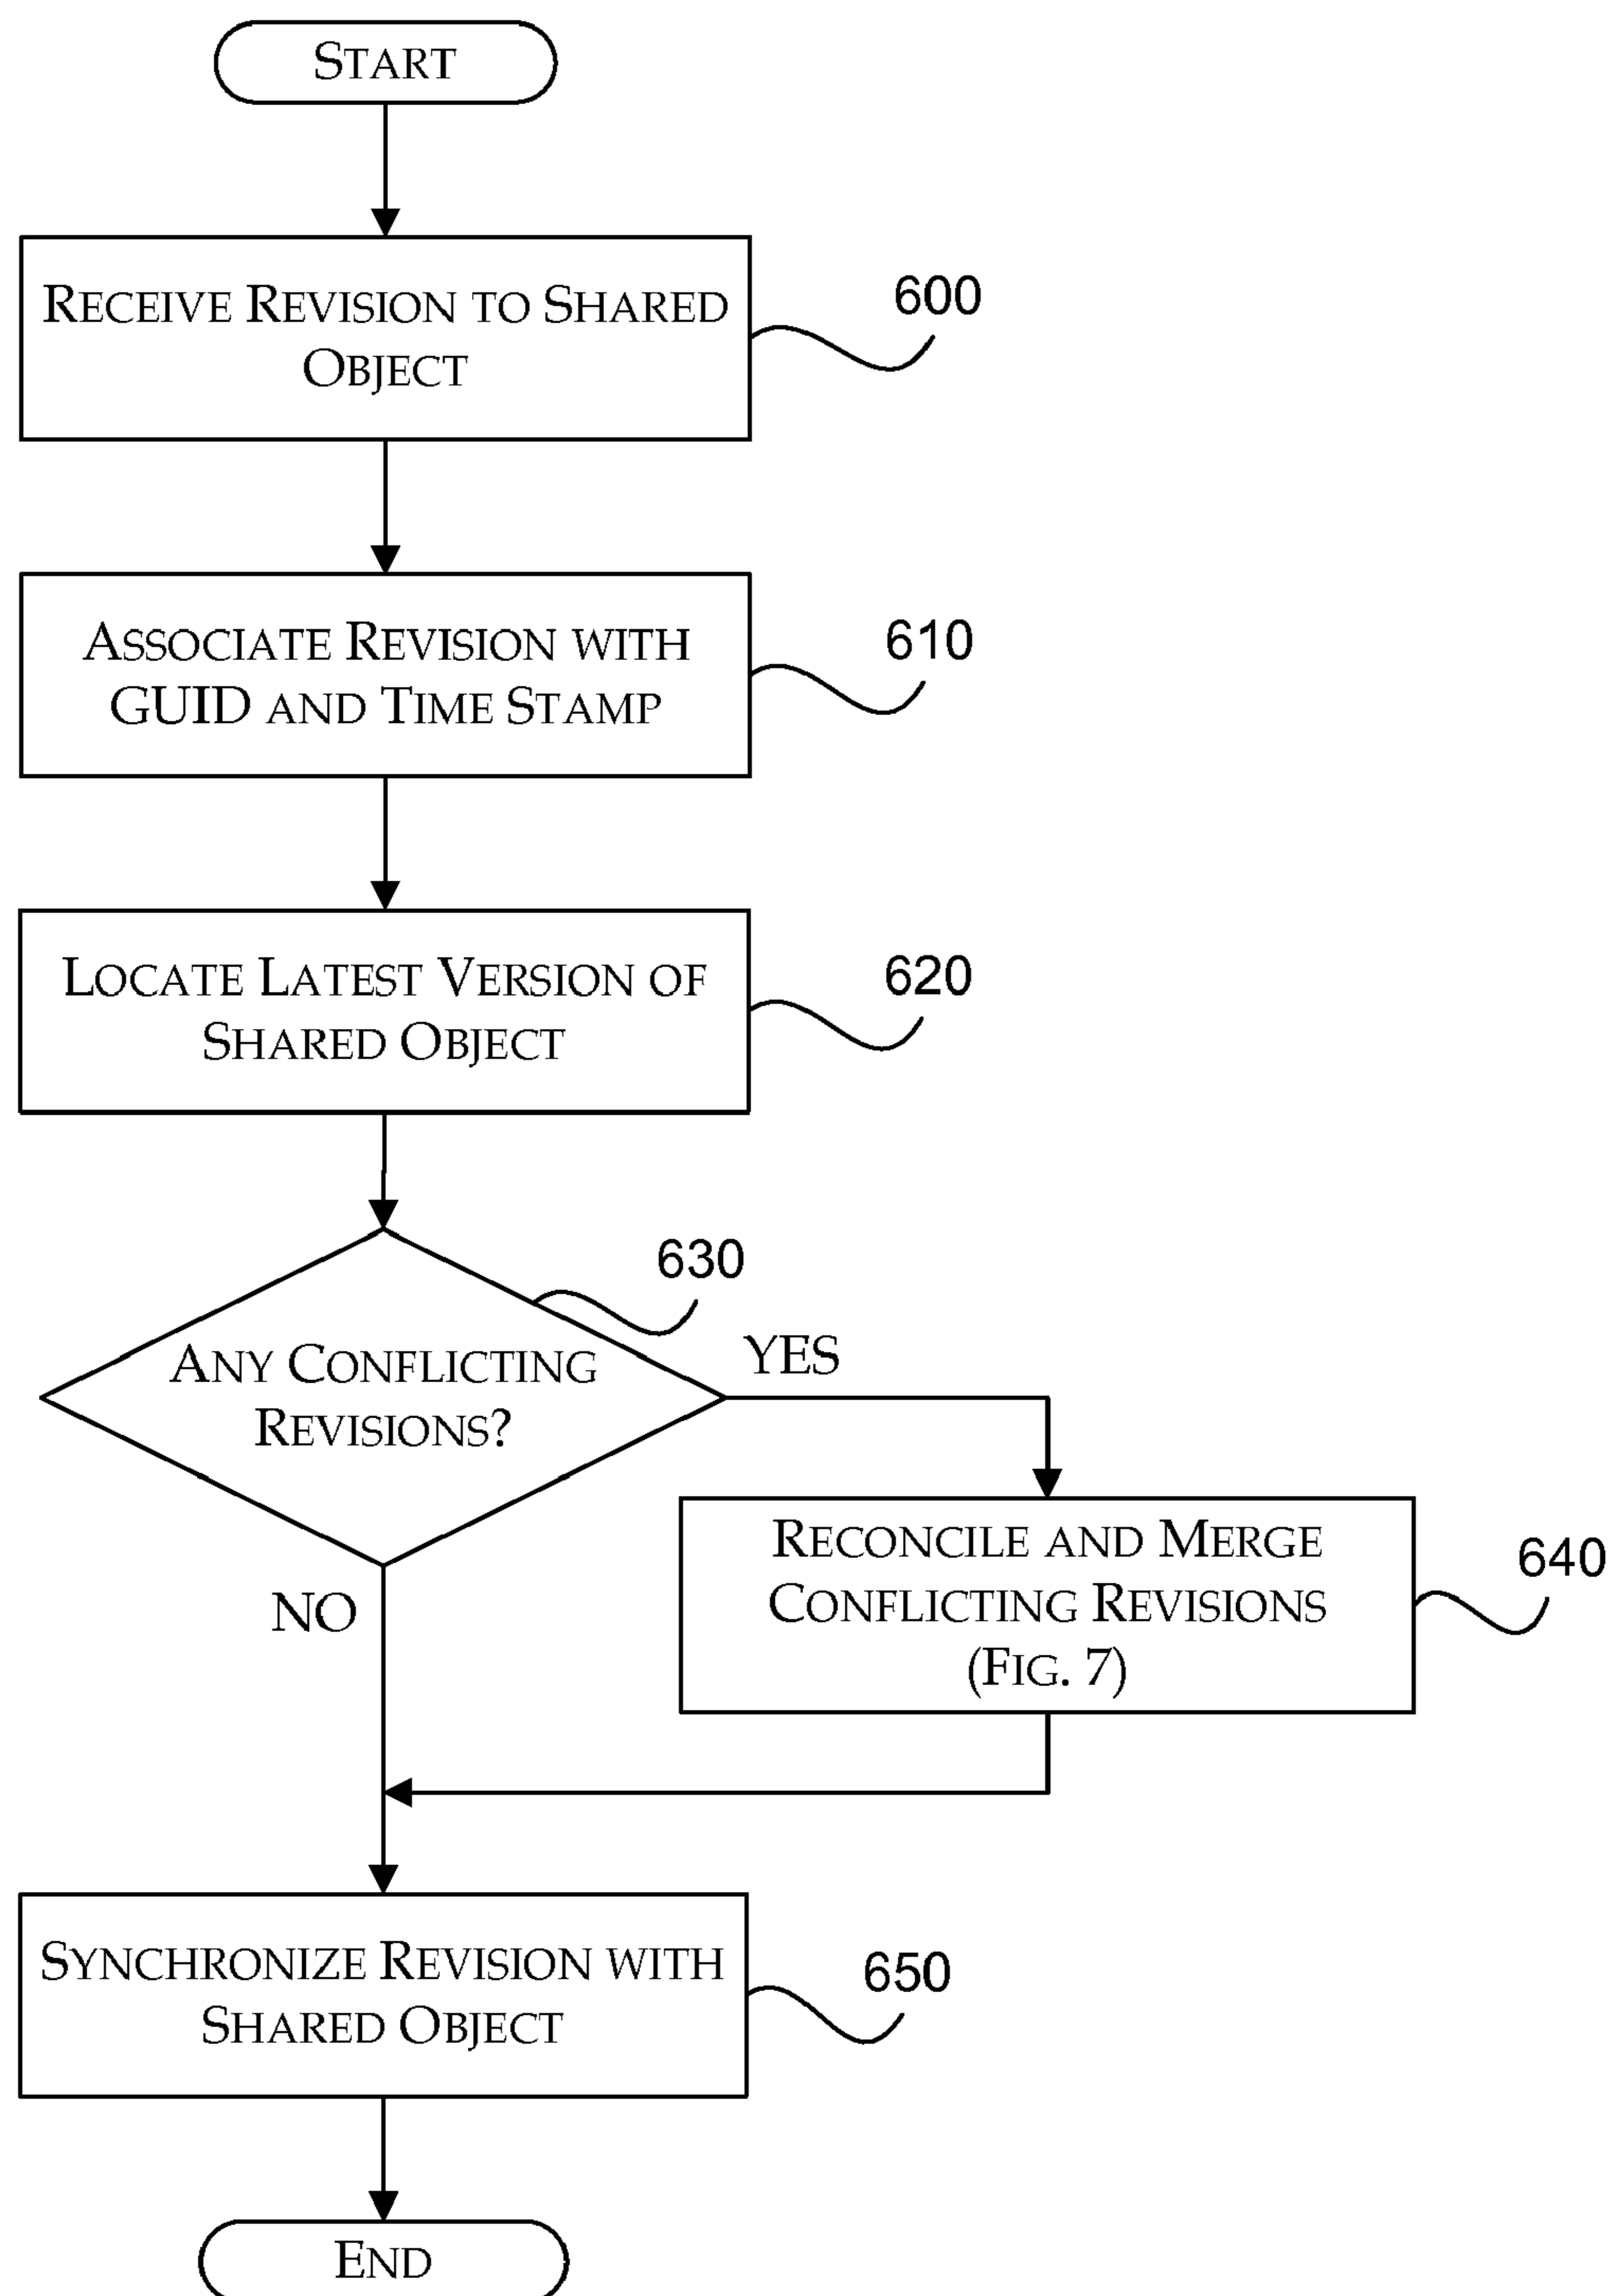 START
RECEIVE REVISION TO SHARED
OBJECT
600
ASSOCIATE REVISION WITH
GUID AND TIME STAMP
610
LOCATE LATEST VERSION OF
SHARED OBJECT
620
630
ANY CONFLICTING
REVISIONS?
YES
NO
RECONCILE AND MERGE
CONFLICTING REVISIONS
(FIG. 7)
640
SYNCHRONIZE REVISION WITH
SHARED OBJECT
650
END